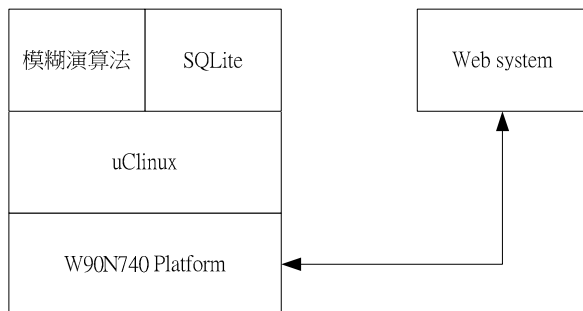 模糊演算法
SQLite
Web system
uClinux
W90N740 Platform